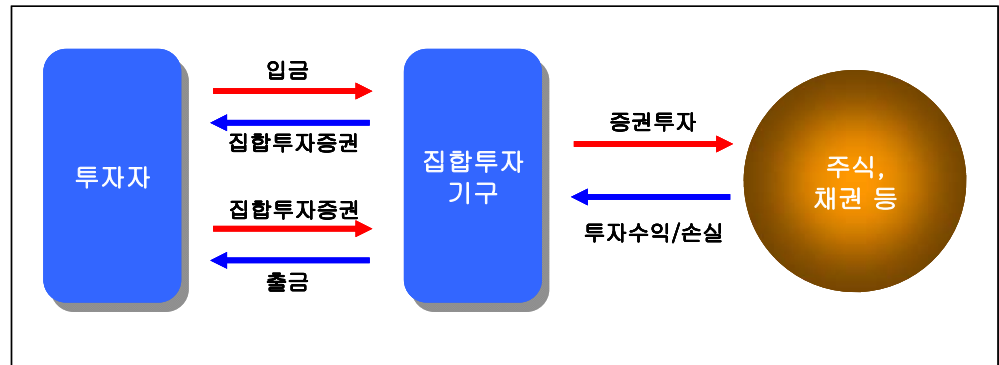 투자자
입금
집합투자증권
집합투자증권
출금
집합투자
기구
증권투자
투자수익/손실
주식,
채권 등